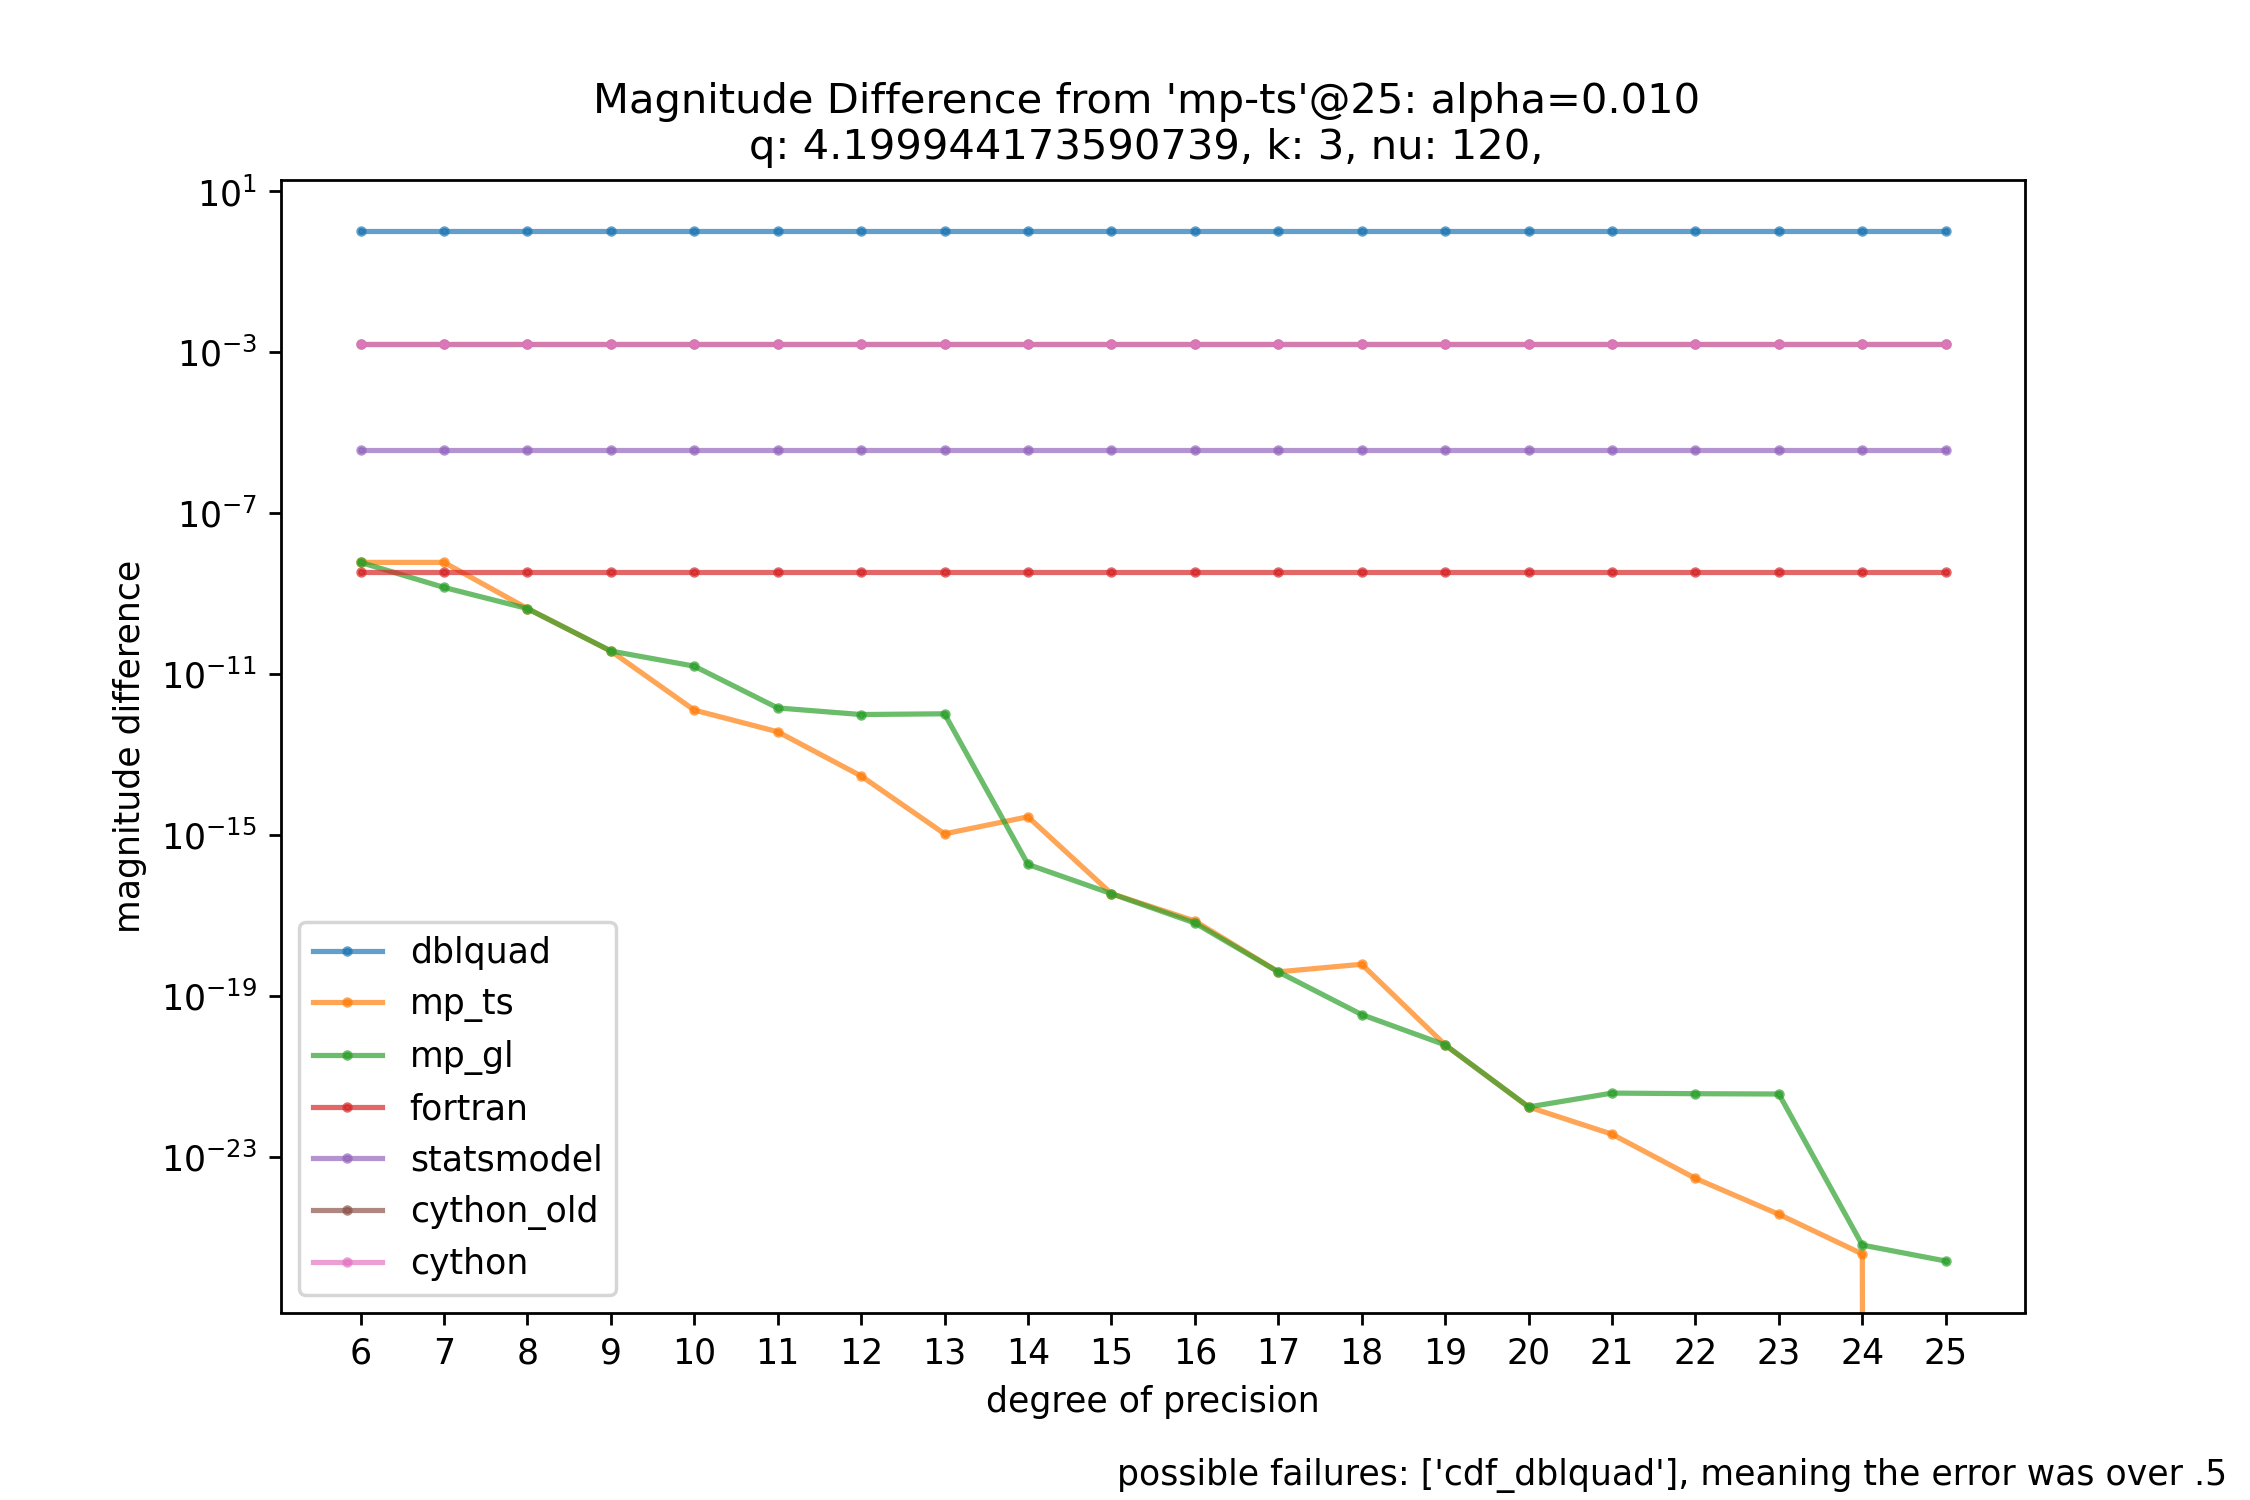 Magnitude Difference from 'mp-ts'@25: alpha=0.010
q: 4.199944173590739, k: 3, nu: 120,
10^1
10^−3
10^−7
10^−11
10^−15
10^−19
10^−23
magnitude difference
dblquad
mp_ts
mp_gl
fortran
statsmodel
cython_old
cython
6 7 8 9 10 11 12 13 14 15 16 17 18 19 20 21 22 23 24 25
degree of precision
possible failures: ['cdf_dblquad'], meaning the error was over .5